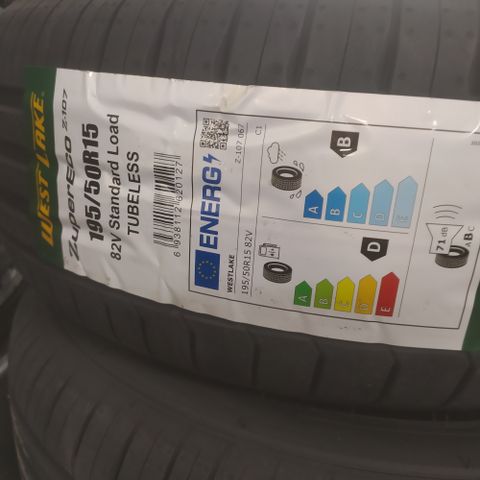 WESTLAKE
ZuperEco Z-107
195/50R15
82V Standard Load
TUBELESS
6 938112 620127
ENERG
WESTLAKE
195/50R15 82V
Z-107 067
C1
B
A
B
C
D
E
D
A
B
C
D
E
71 dB
ABC